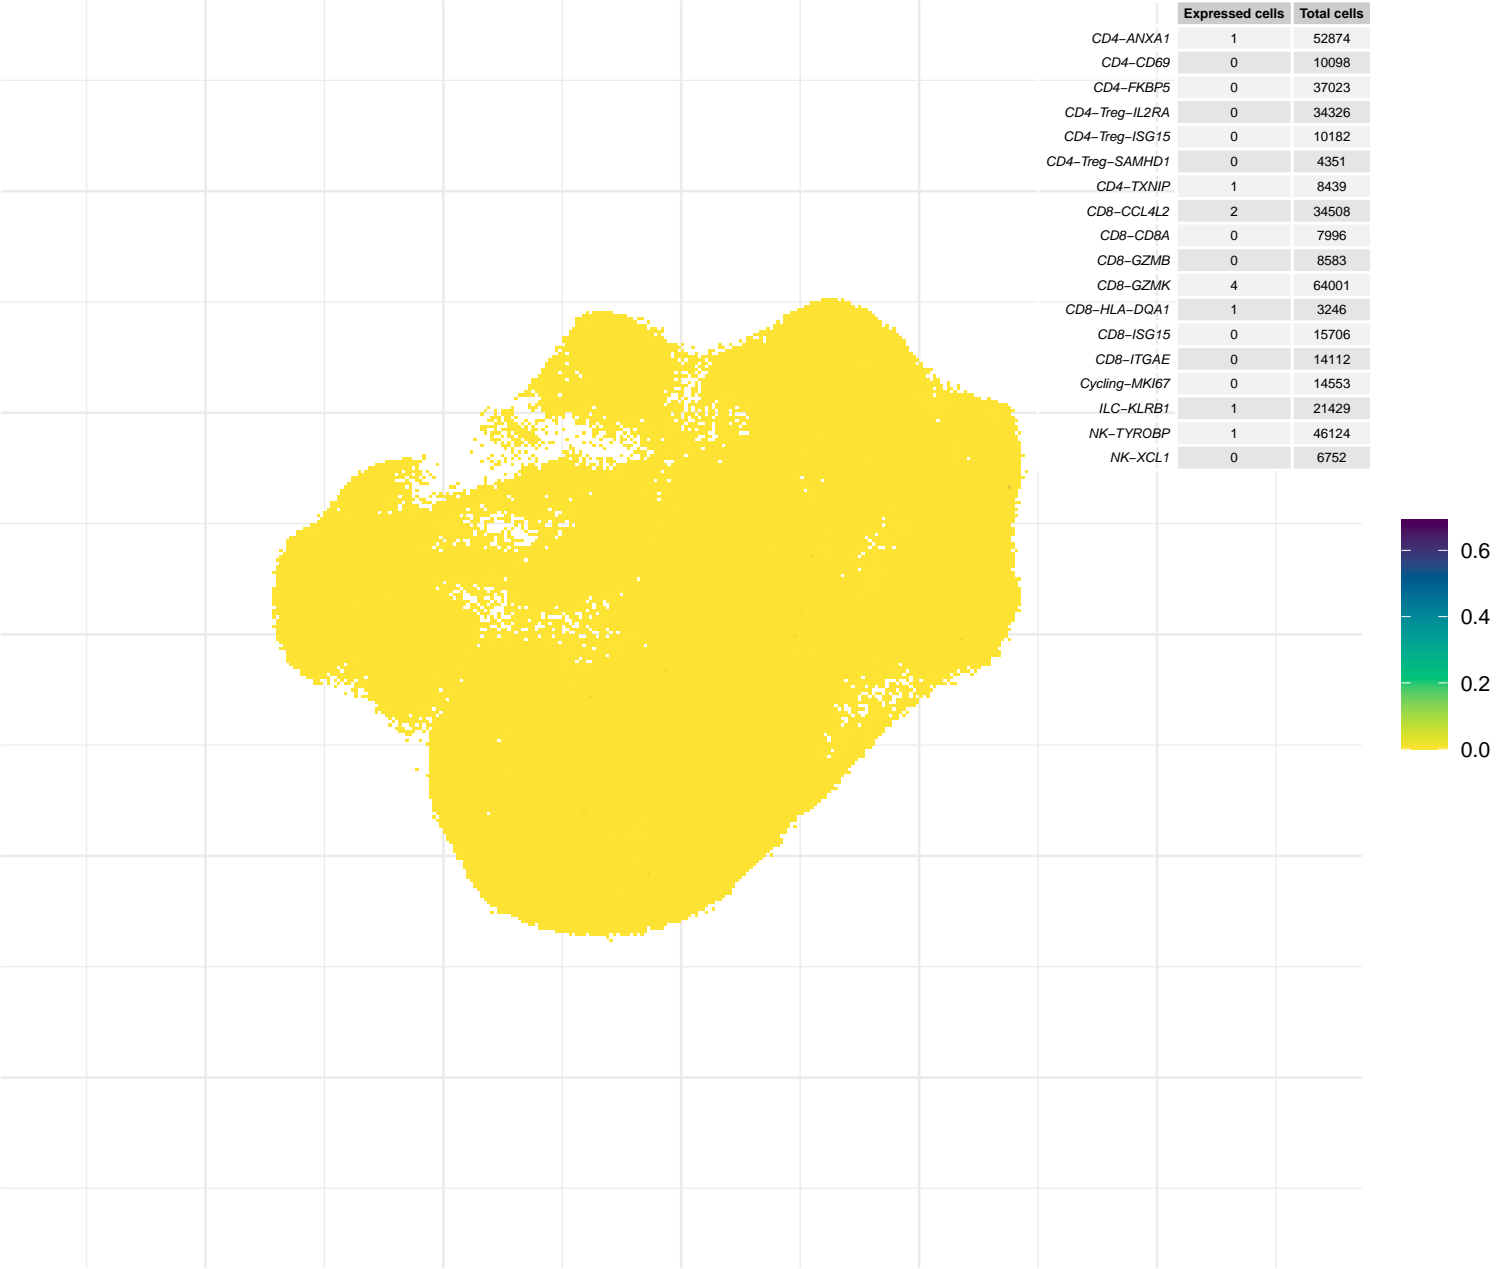 Expressed cells Total cells
CD4−ANXA1 1 52874
CD4−CD69 0 10098
CD4−FKBP5 0 37023
CD4−Treg−IL2RA 0 34326
CD4−Treg−ISG15 0 10182
CD4−Treg−SAMHD1 0 4351
CD4−TXNIP 1 8439
CD8−CCL4L2 2 34508
CD8−CD8A 0 7996
CD8−GZMB 0 8583
CD8−GZMK 4 64001
CD8−HLA−DQA1 1 3246
CD8−ISG15 0 15706
CD8−ITGAE 0 14112
Cycling−MKI67 0 14553
ILC−KLRB1 1 21429
NK−TYROBP 1 46124
NK−XCL1 0 6752
0.6
0.4
0.2
0.0